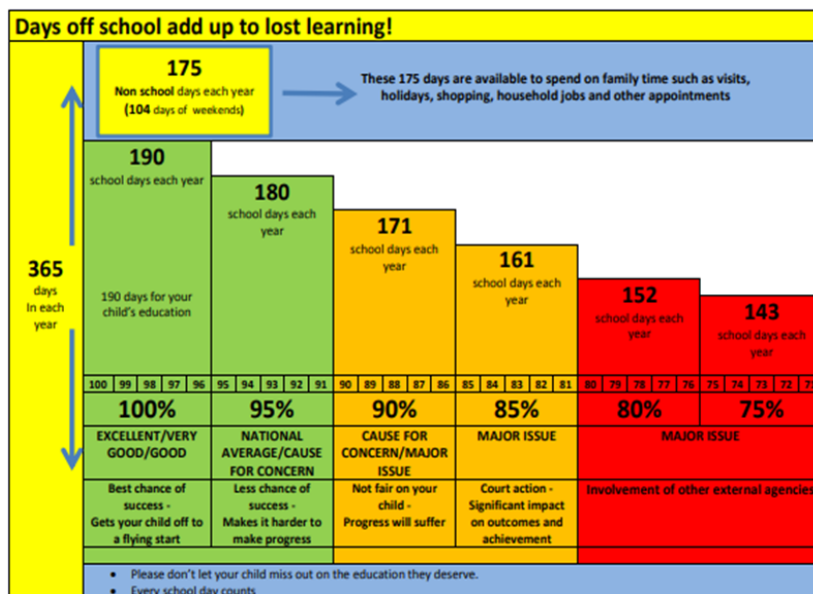 Days off school add up to lost learning!
175
Non school days each year
(104 days of weekends)
These 175 days are available to spend on family time such as visits,
holidays, shopping, household jobs and other appointments
365
days
In each
year
190
school days each year
190 days for your
child's education
180
school days each
year
171
school days each
year
161
school days each
year
152
school days each
year
143
school days each
year
100 99 98 97 96 95 94 93 92 91 90 89 88 87 86 85 84 83 82 81 80 79 78 77 76 75 74 73 72
100% 95% 90% 85% 80% 75%
EXCELLENT/VERY
GOOD/GOOD
NATIONAL
AVERAGE/CAUSE
FOR CONCERN
CAUSE FOR
CONCERN/MAJOR
ISSUE
MAJOR ISSUE
MAJOR ISSUE
Best chance of
success -
Gets your child off to
a flying start
Less chance of
success -
Makes it harder to
make progress
Not fair on your
child -
Progress will suffer
Court action -
Significant impact
on outcomes and
achievement
Involvement of other external agencies
• Please don't let your child miss out on the education they deserve.
• Every school day counts